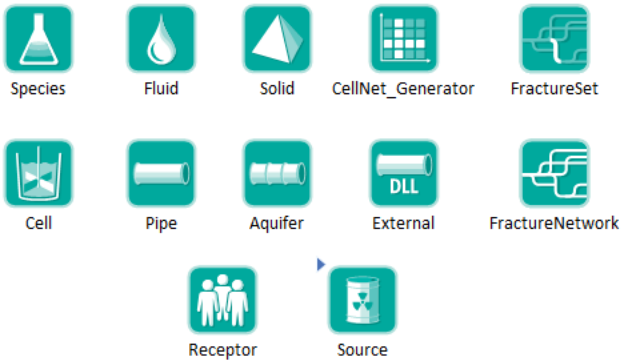 Species
Fluid
Solid
CellNet_Generator
FractureSet
Cell
Pipe
Aquifer
DLL
External
FractureNetwork
Receptor
Source